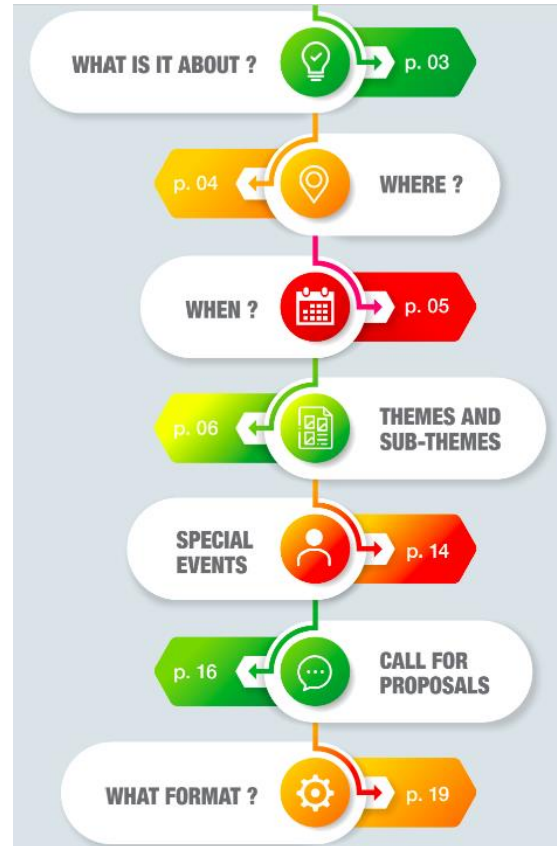 WHAT IS IT ABOUT ?
p. 03
p. 04
WHERE ?
WHEN ?
p. 05
p. 06
THEMES AND
SUB-THEMES
SPECIAL
EVENTS
p. 14
p. 16
CALL FOR
PROPOSALS
WHAT FORMAT ?
p. 19